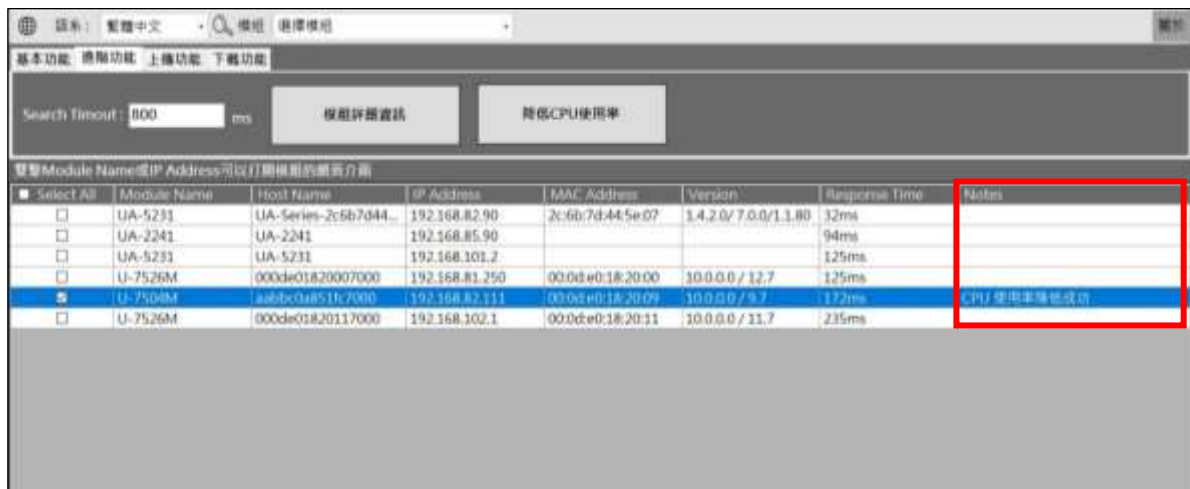 語系: 繁體中文 模組 選擇模組 關於
基本功能 進階功能 上傳功能 下載功能
Search Timout : 800 ms 模組詳細資訊 降低CPU使用率
雙擊Module Name或IP Address可以打開模組的網頁介面
Select All Module Name Host Name IP Address MAC Address Version Response Time Notes
UA-5231 UA-Series-2c6b7d44... 192.168.82.90 2c:6b:7d:44:5e:07 1.4.2.0/ 7.0.0/1.1.80 32ms
UA-2241 UA-2241 192.168.85.90 94ms
UA-5231 UA-5231 192.168.101.2 125ms
U-7526M 000de01820007000 192.168.81.250 00:0d:e0:18:20:00 10.0.0.0 / 12.7 125ms
U-7504M aabbc0a851fc7000 192.168.82.111 00:0d:e0:18:20:09 10.0.0.0 / 9.7 172ms CPU 使用率降低成功
U-7526M 000de01820117000 192.168.102.1 00:0d:e0:18:20:11 10.0.0.0 / 11.7 235ms